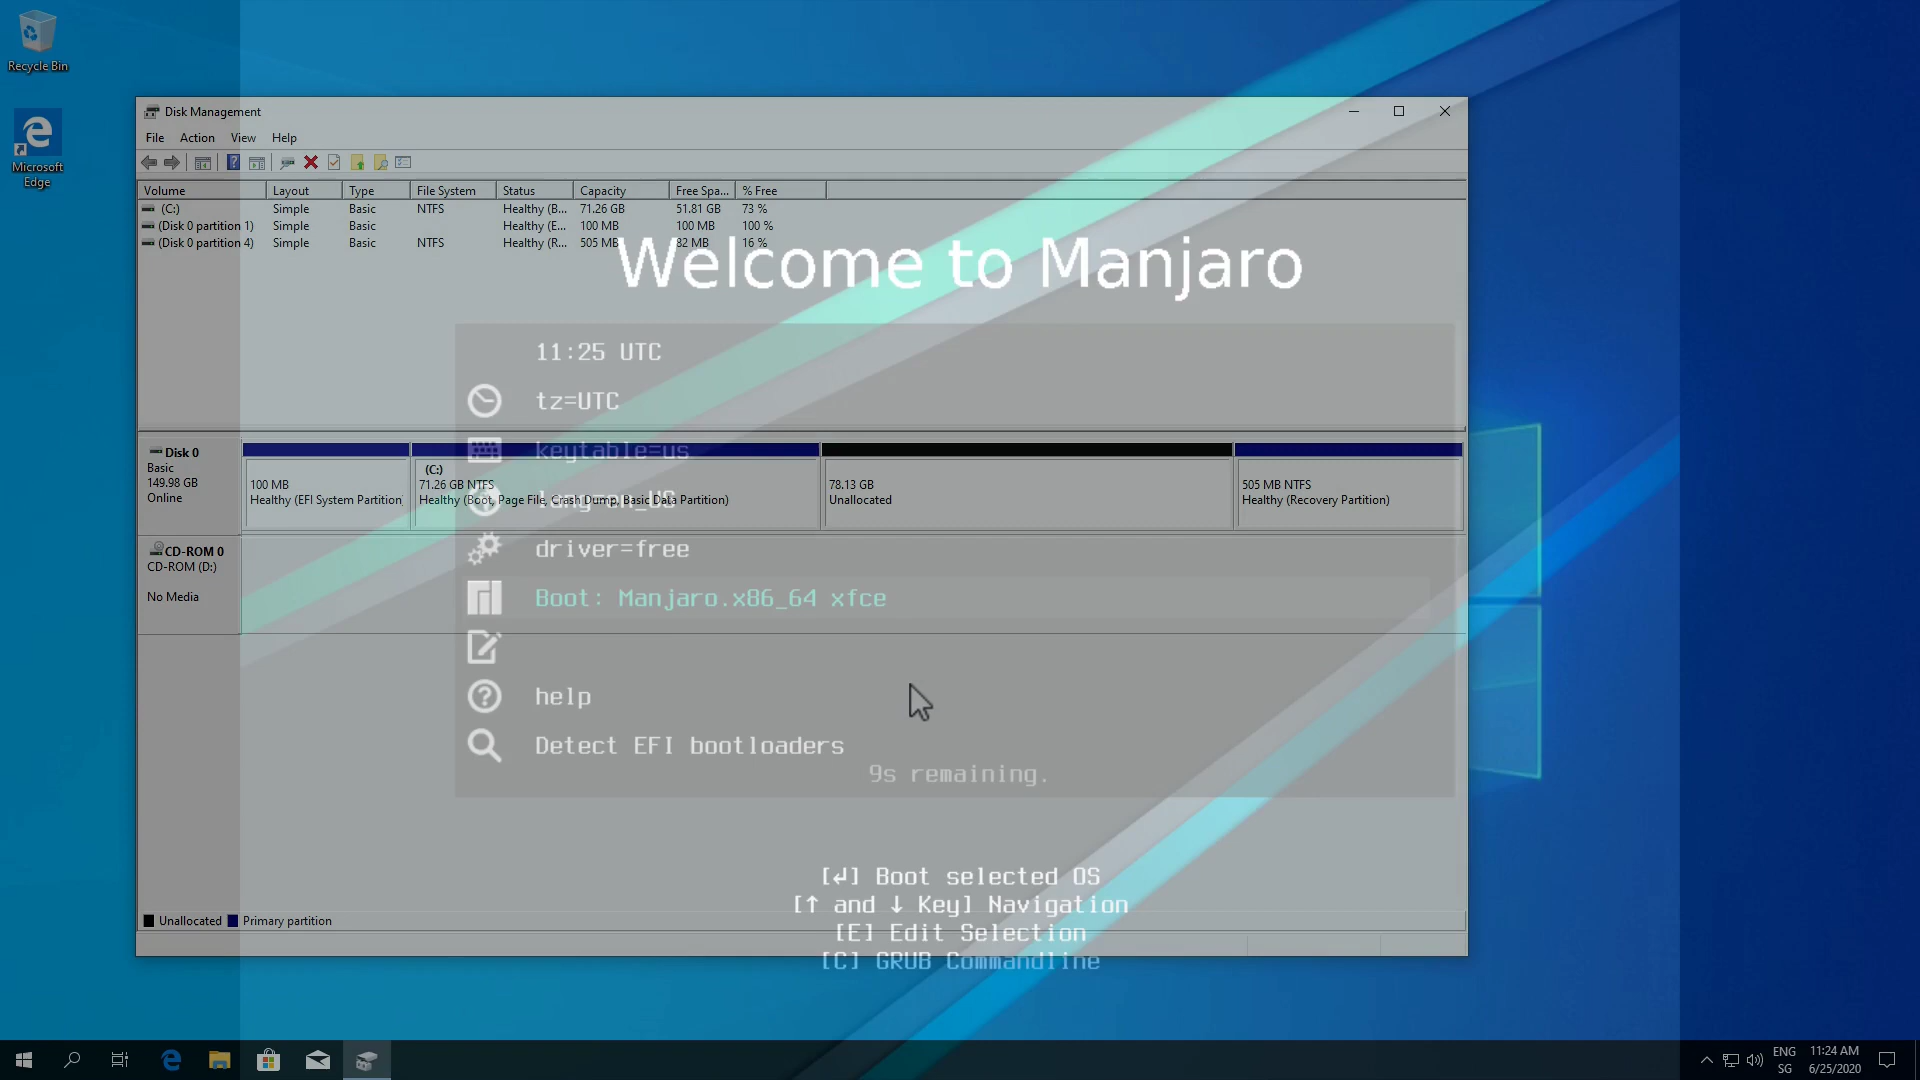 Recycle Bin
Microsoft
Edge
Disk Management
File Action View Help
Volume Layout Type File System Status Capacity Free Spa... % Free
(C:) Simple Basic NTFS Healthy (B... 71.26 GB 51.81 GB 73 %
(Disk 0 partition 1) Simple Basic Healthy (E... 100 MB 100 MB 100 %
(Disk 0 partition 4) Simple Basic NTFS Healthy (R... 505 MB 82 MB 16 %
Welcome to Manjaro
11:25 UTC
tz=UTC
keytable=us
lang=en_US
driver=free
Boot: Manjaro.x86_64 xfce
help
Detect EFI bootloaders
9s remaining.
[↲] Boot selected OS
[↑ and ↓ Key] Navigation
[E] Edit Selection
[C] GRUB Commandline
Disk 0
Basic
149.98 GB
Online
100 MB
Healthy (EFI System Partition)
(C:)
71.26 GB NTFS
Healthy (Boot, Page File, Crash Dump, Basic Data Partition)
78.13 GB
Unallocated
505 MB NTFS
Healthy (Recovery Partition)
CD-ROM 0
CD-ROM (D:)
No Media
Unallocated Primary partition
ENG
SG
11:24 AM
6/25/2020